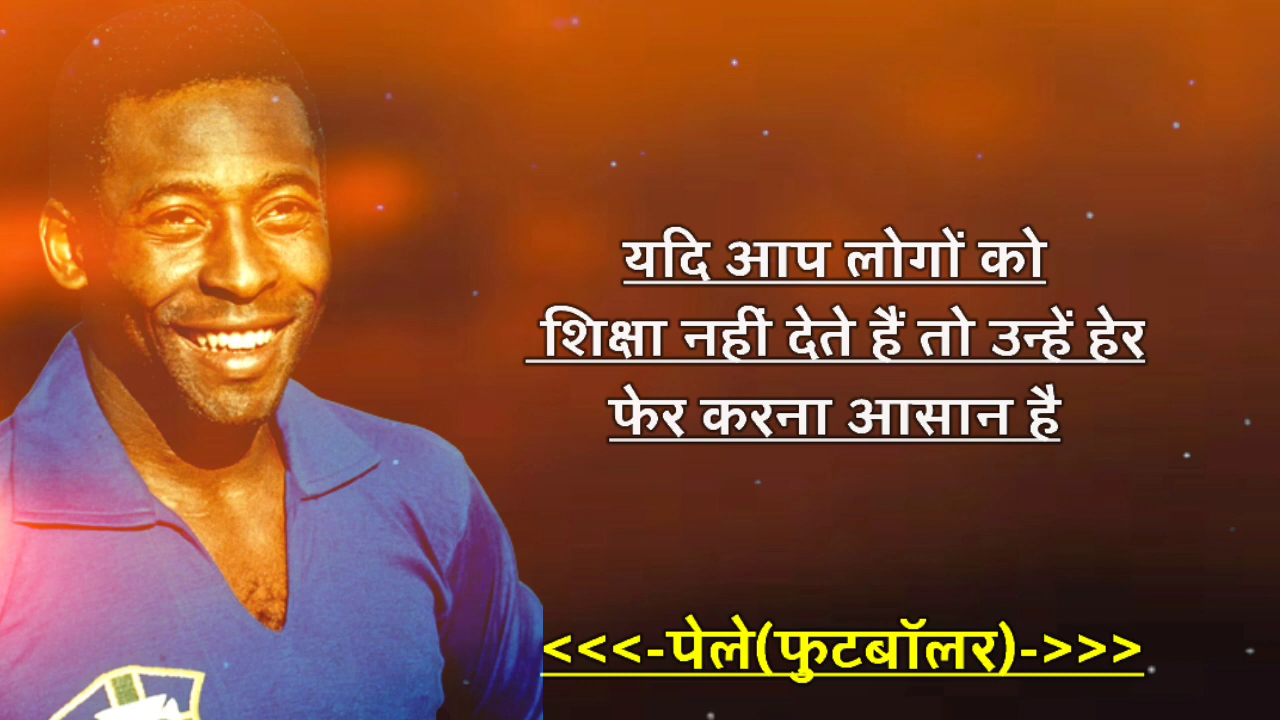 यदि आप लोगों को
शिक्षा नहीं देते हैं तो उन्हें हेर
फेर करना आसान है
<<<-पेले(फुटबॉलर)->>>